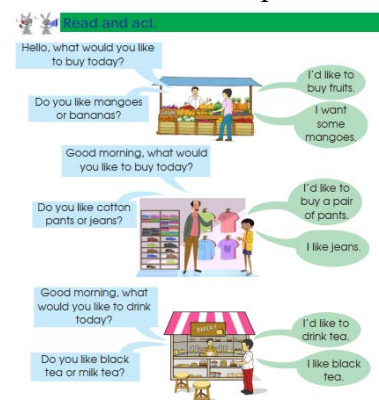 Read and act.
Hello, what would you like
to buy today?
I'd like to
buy fruits.
Do you like mangoes
or bananas?
I want
some
mangoes.
Good morning, what would
you like to buy today?
I'd like to
buy a pair
of pants.
Do you like cotton
pants or jeans?
I like jeans.
Good morning, what
would you like to drink
today?
I'd like to
drink tea.
Do you like black
tea or milk tea?
I like black
tea.